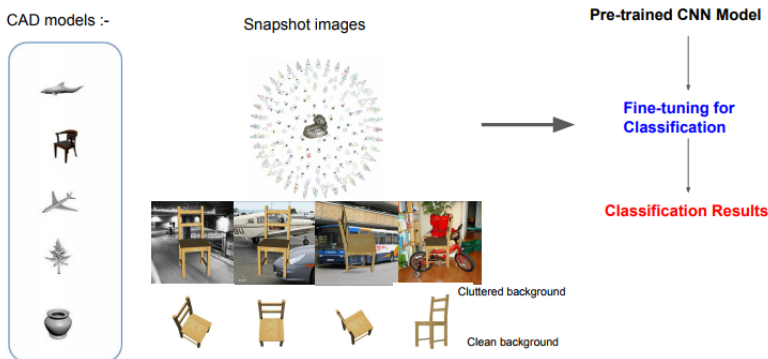 CAD models :-
Snapshot images
Pre-trained CNN Model
Fine-tuning for
Classification
Classification Results
Cluttered background
Clean background